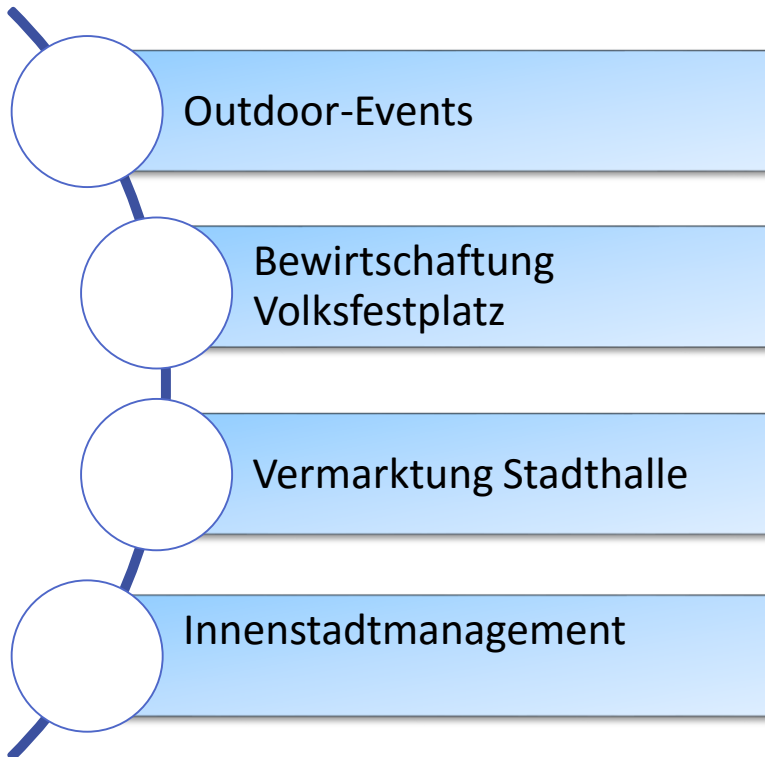 Outdoor-Events
Bewirtschaftung
Volksfestplatz
Vermarktung Stadthalle
Innenstadtmanagement